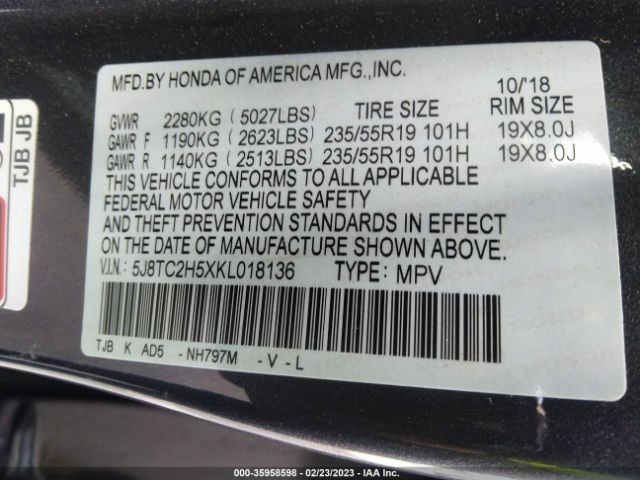 MFD.BY HONDA OF AMERICA MFG.,INC. 10/'18
GVWR 2280KG ( 5027LBS) TIRE SIZE RIM SIZE
GAWR F 1190KG ( 2623LBS) 235/55R19 101H 19X8.0J
GAWR R 1140KG ( 2513LBS) 235/55R19 101H 19X8.0J
THIS VEHICLE CONFORMS TO ALL APPLICABLE
FEDERAL MOTOR VEHICLE SAFETY
AND THEFT PREVENTION STANDARDS IN EFFECT
ON THE DATE OF MANUFACTURE SHOWN ABOVE.
V.I.N.: 5J8TC2H5XKL018136 TYPE: MPV
TJB K AD5 -NH797M -V-L
TJB JB
000-35958598 - 02/23/2023 - IAA Inc.